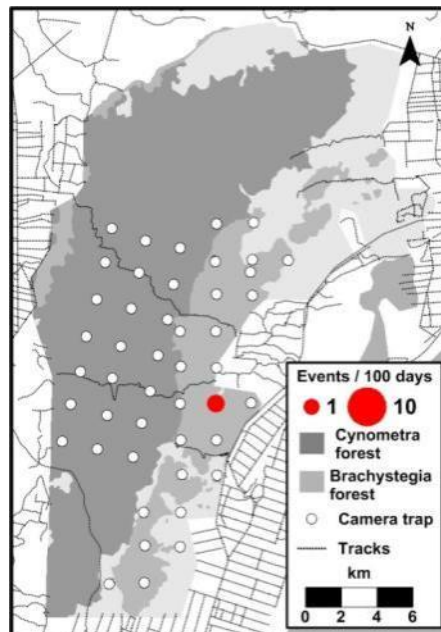 N
Events / 100 days
1 10
Cynometra
forest
Brachystegia
forest
Camera trap
Tracks
km
0 2 4 6